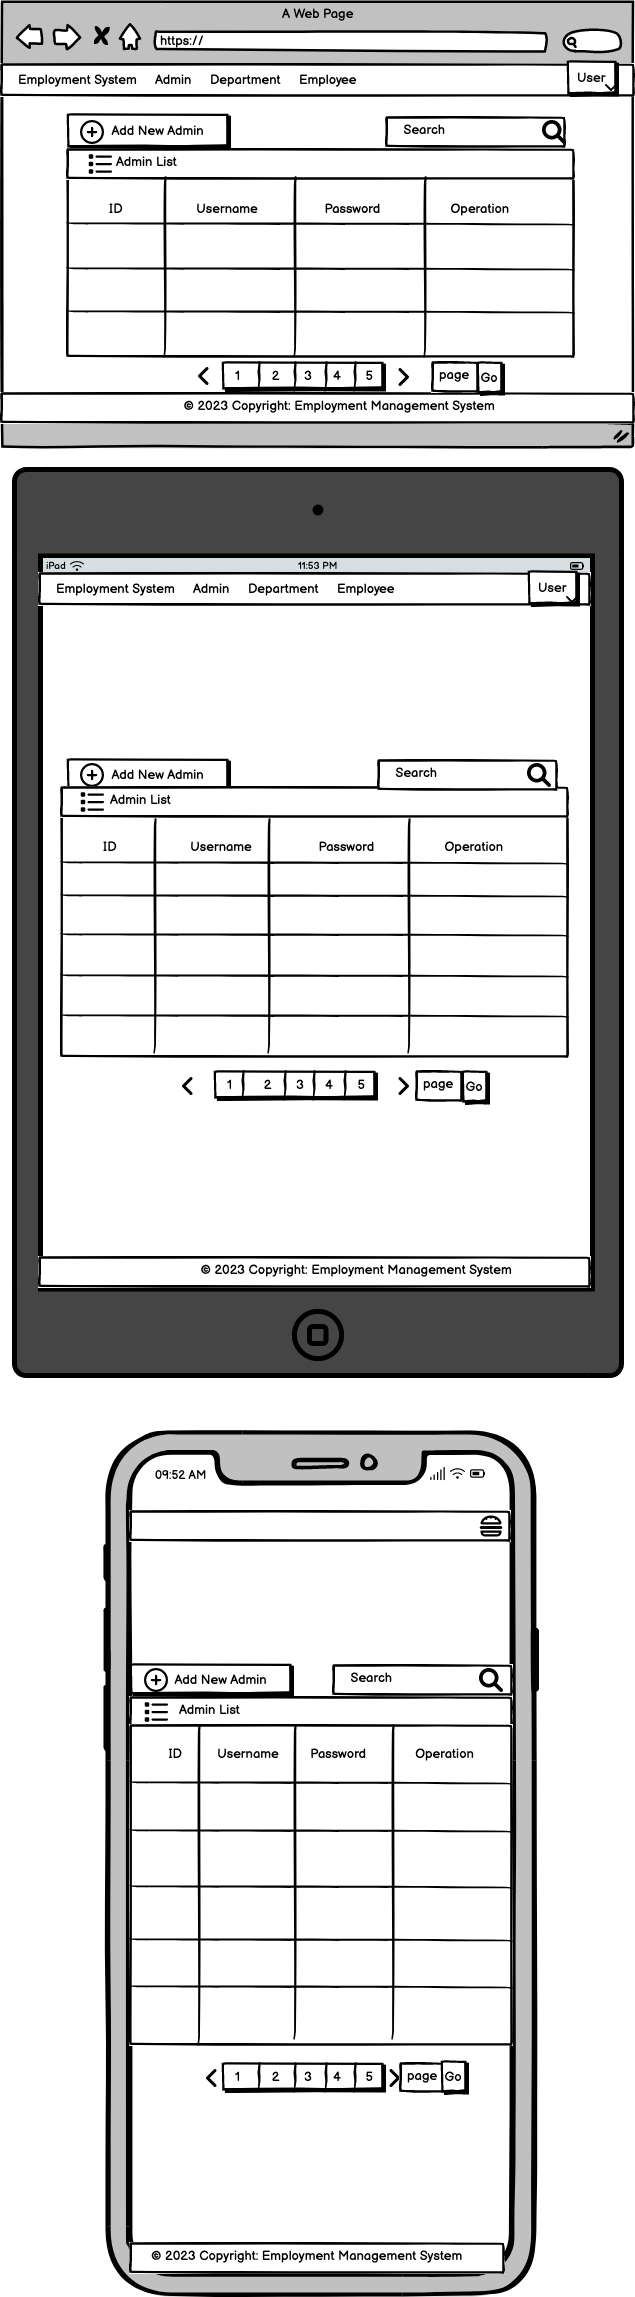 A Web Page
https://
Employment System Admin Department Employee User
Add New Admin Search
Admin List
ID Username Password Operation
1 2 3 4 5 page Go
© 2023 Copyright: Employment Management System
iPad 11:53 PM
Employment System Admin Department Employee User
Add New Admin Search
Admin List
ID Username Password Operation
1 2 3 4 5 page Go
© 2023 Copyright: Employment Management System
09:52 AM
Add New Admin Search
Admin List
ID Username Password Operation
1 2 3 4 5 page Go
© 2023 Copyright: Employment Management System